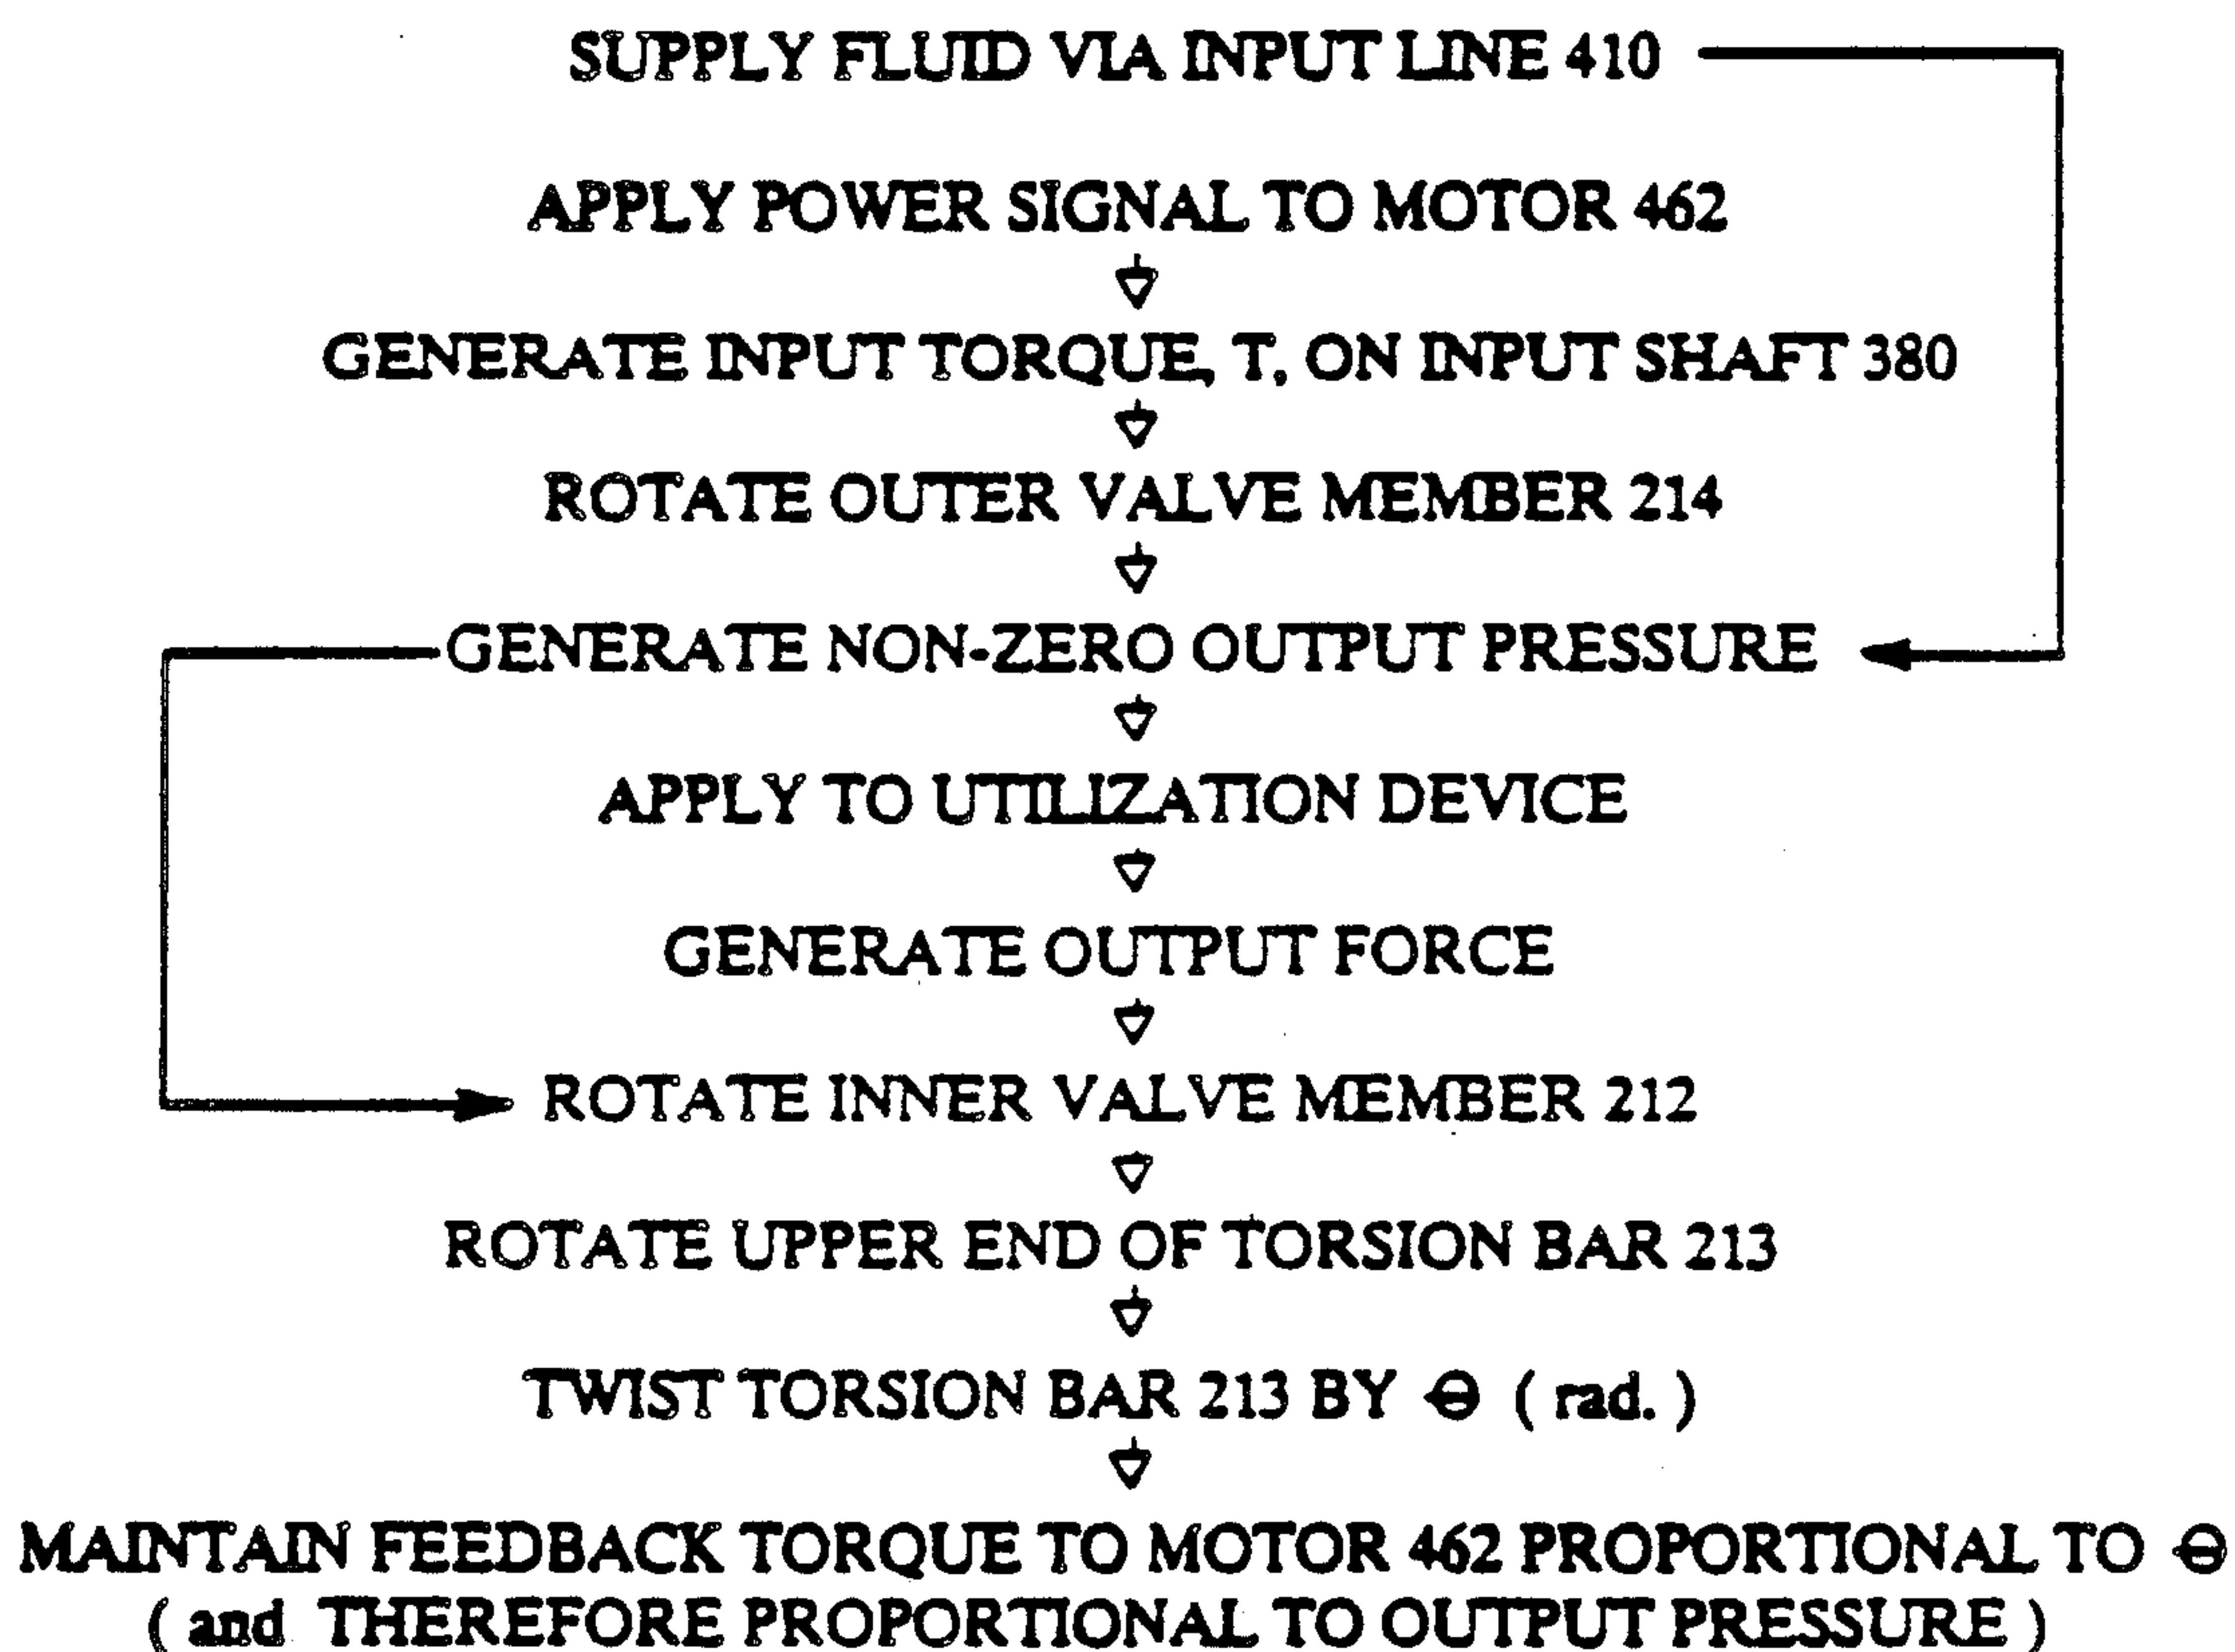 SUPPLY FLUID VIA INPUT LINE 410
APPLY POWER SIGNAL TO MOTOR 462
GENERATE INPUT TORQUE, T, ON INPUT SHAFT 380
ROTATE OUTER VALVE MEMBER 214
GENERATE NON-ZERO OUTPUT PRESSURE
APPLY TO UTILIZATION DEVICE
GENERATE OUTPUT FORCE
ROTATE INNER VALVE MEMBER 212
ROTATE UPPER END OF TORSION BAR 213
TWIST TORSION BAR 213 BY Θ ( rad. )
MAINTAIN FEEDBACK TORQUE TO MOTOR 462 PROPORTIONAL TO Θ
( and THEREFORE PROPORTIONAL TO OUTPUT PRESSURE )